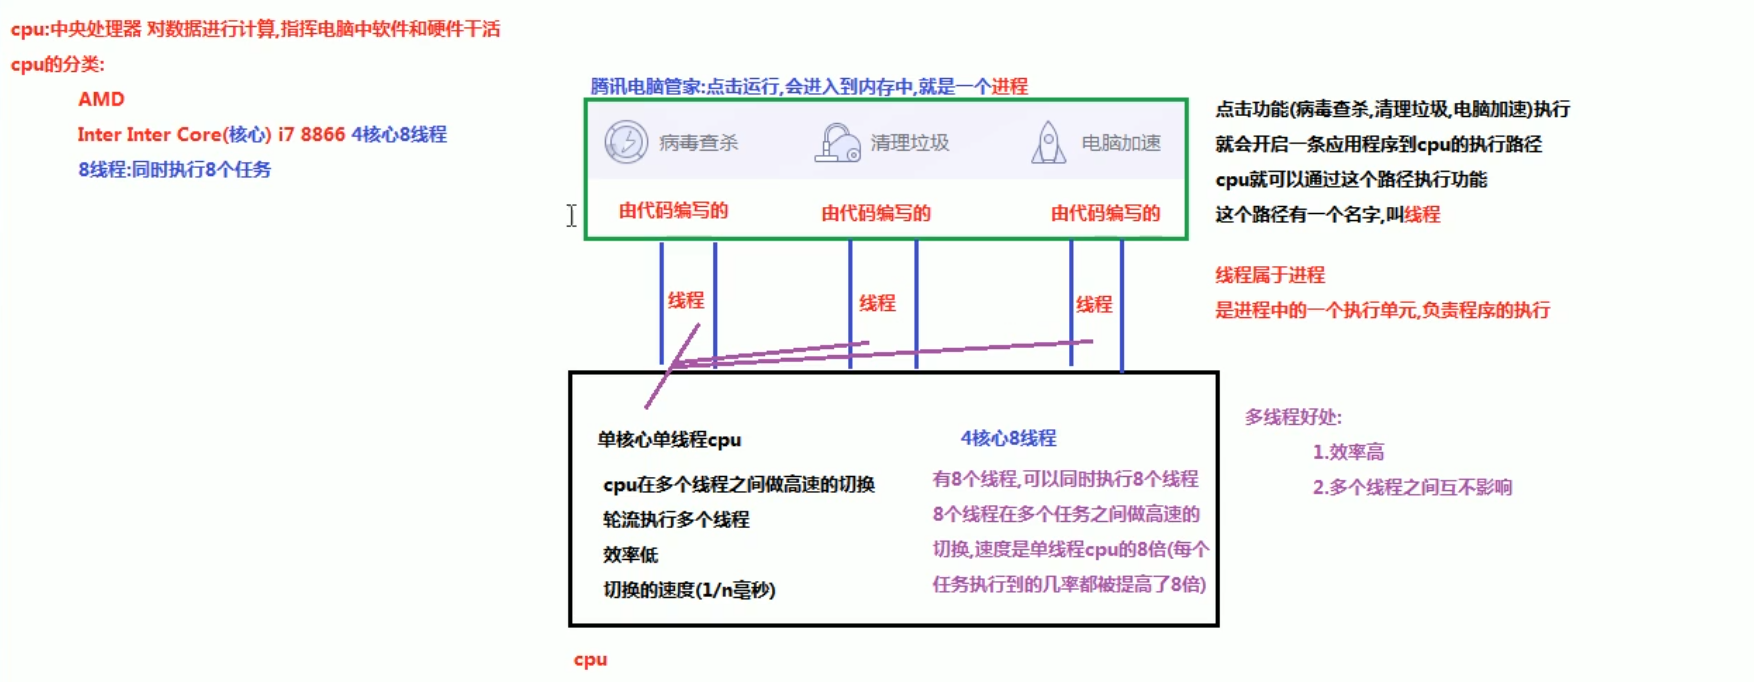 cpu:中央处理器 对数据进行计算,指挥电脑中软件和硬件干活
cpu的分类:
AMD
Inter Inter Core(核心) i7 8866 4核心8线程
8线程:同时执行8个任务
腾讯电脑管家:点击运行,会进入到内存中,就是一个进程
病毒查杀
清理垃圾
电脑加速
由代码编写的
由代码编写的
由代码编写的
线程
线程
线程
点击功能(病毒查杀,清理垃圾,电脑加速)执行
就会开启一条应用程序到cpu的执行路径
cpu就可以通过这个路径执行功能
这个路径有一个名字,叫线程
线程属于进程
是进程中的一个执行单元,负责程序的执行
单核心单线程cpu
cpu在多个线程之间做高速的切换
轮流执行多个线程
效率低
切换的速度(1/n毫秒)
4核心8线程
有8个线程,可以同时执行8个线程
8个线程在多个任务之间做高速的
切换,速度是单线程cpu的8倍(每个
任务执行到的几率都被提高了8倍)
多线程好处:
1.效率高
2.多个线程之间互不影响
cpu